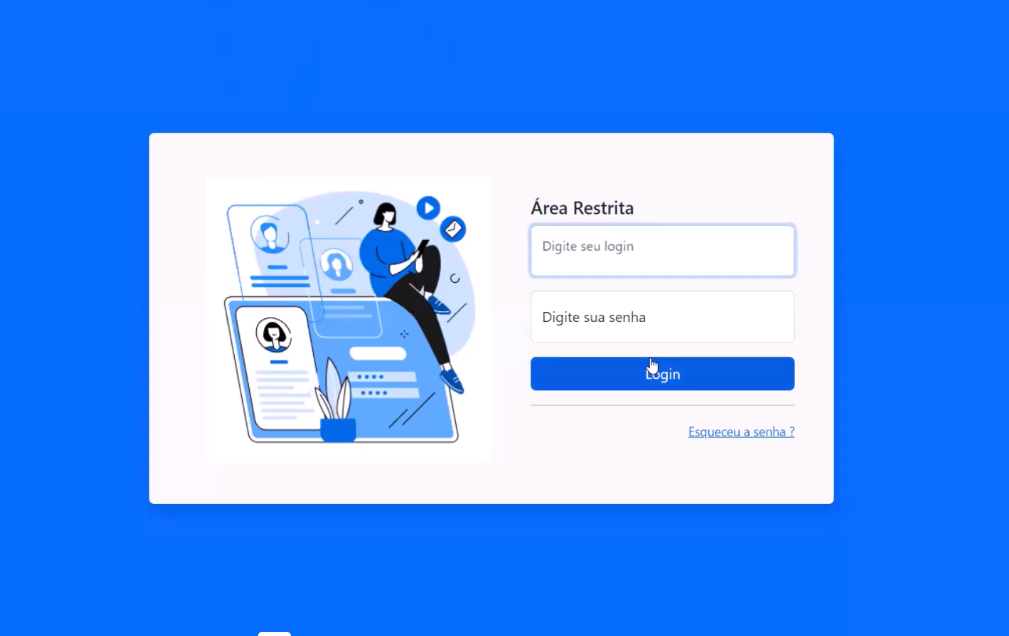 Área Restrita
Digite seu login
Digite sua senha
Login
Esqueceu a senha ?